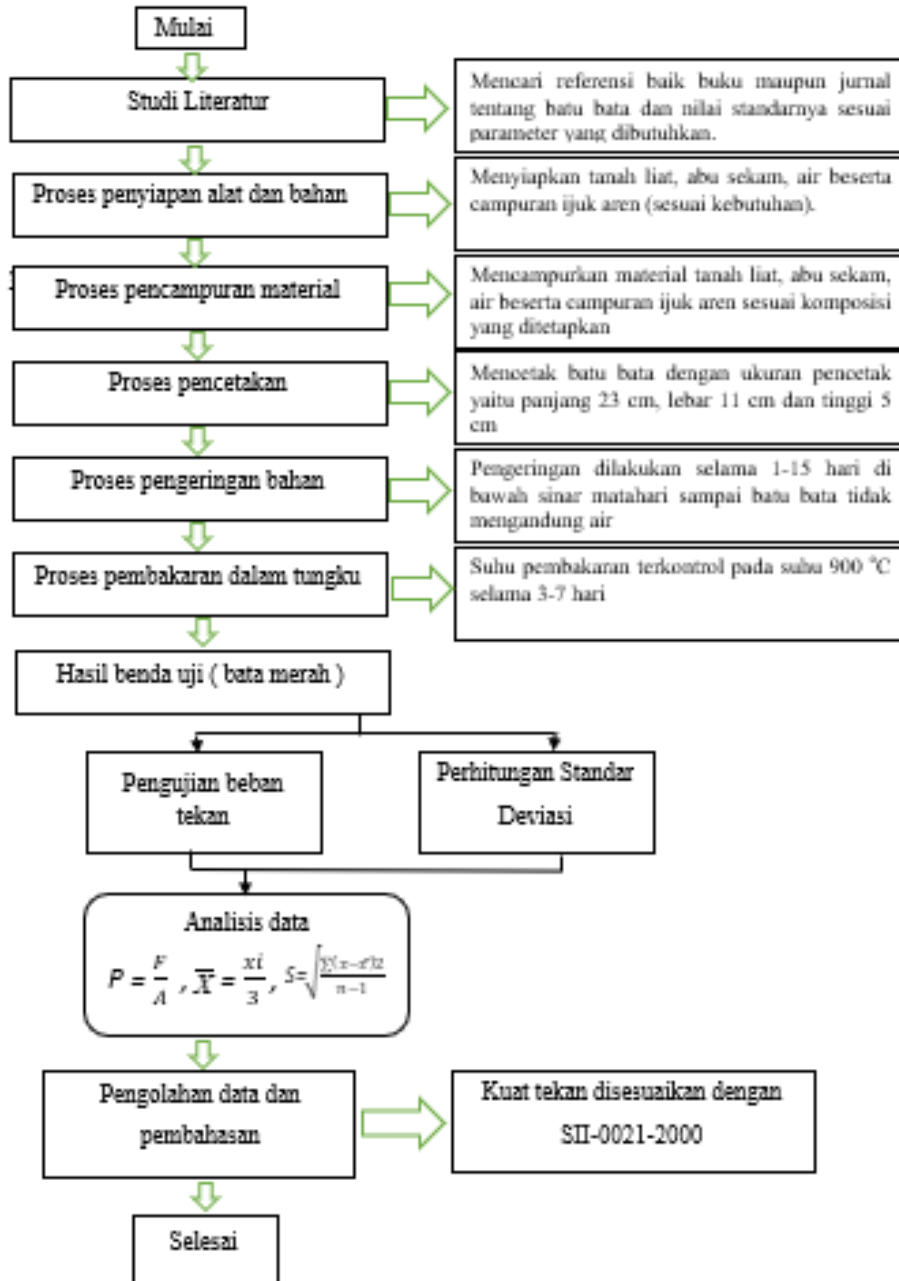 Mulai
Studi Literatur
Mencari referensi baik buku maupun jurnal
tentang batu bata dan nilai standarnya sesuai
parameter yang dibutuhkan.
Proses penyiapan alat dan bahan
Menyiapkan tanah liat, abu sekam, air beserta
campuran ijuk aren (sesuai kebutuhan).
Proses pencampuran material
Mencampurkan material tanah liat, abu sekam,
air beserta campuran ijuk aren sesuai komposisi
yang ditetapkan
Proses pencetakan
Mencetak batu bata dengan ukuran pencetak
yaitu panjang 23 cm, lebar 11 cm dan tinggi 5
cm
Proses pengeringan bahan
Pengeringan dilakukan selama 1-15 hari di
bawah sinar matahari sampai batu bata tidak
mengandung air
Proses pembakaran dalam tungku
Suhu pembakaran terkontrol pada suhu 900 °C
selama 3-7 hari
Hasil benda uji ( bata merah )
Pengujian beban
tekan
Perhitungan Standar
Deviasi
Analisis data
P = F/A , X̅ = xi/3 , S=√(∑(x-x̄)2/(n-1))
Pengolahan data dan
pembahasan
Kuat tekan disesuaikan dengan
SII-0021-2000
Selesai